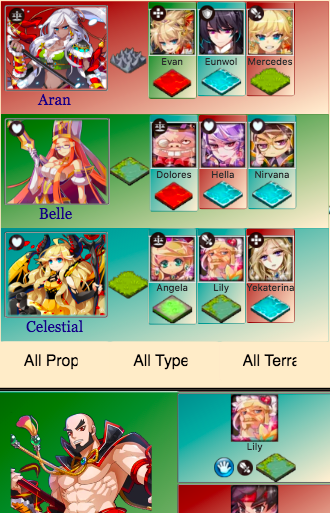 Evan Eunwol Mercedes
Aran
Dolores Hella Nirvana
Belle
Angela Lily Yekaterina
Celestial
All Prop All Type All Terra
Lily